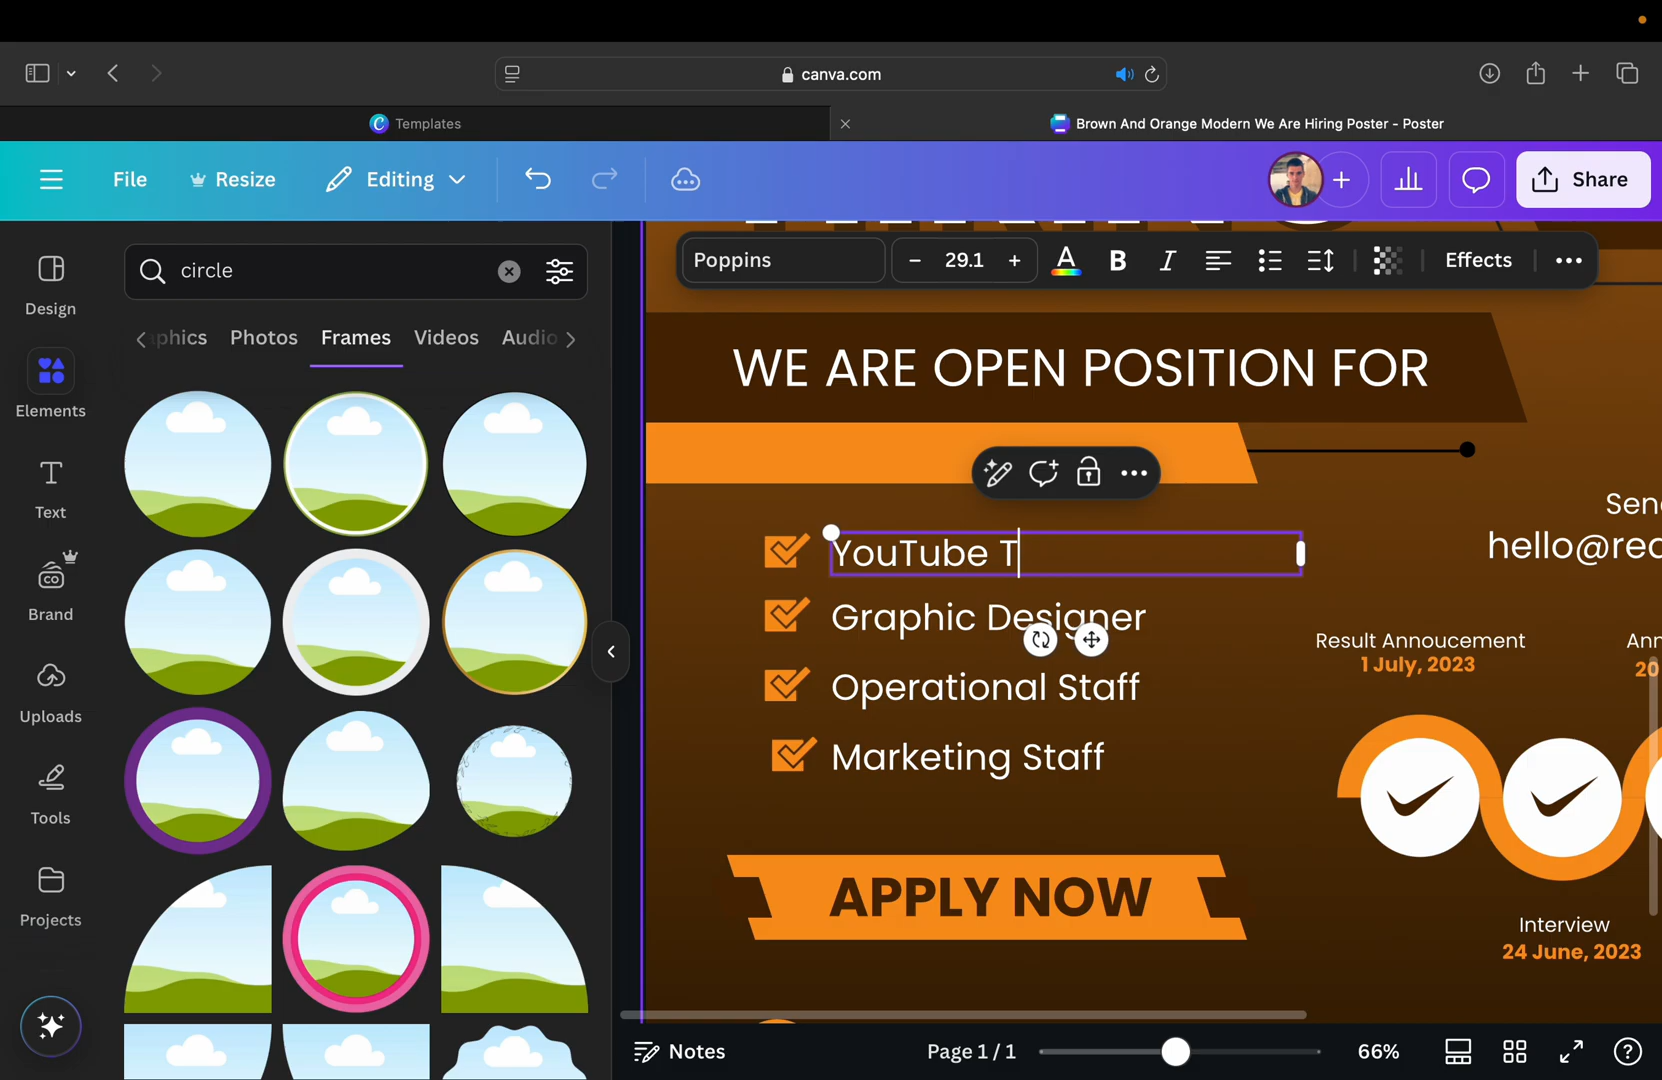 canva.com
Templates
Brown And Orange Modern We Are Hiring Poster - Poster
File
Resize
Editing
Share
circle
Poppins
29.1
B
I
Effects
Design
Photos
Frames
Videos
Audio
Elements
Text
Brand
Uploads
Tools
Projects
WE ARE OPEN POSITION FOR
YouTube T
Graphic Designer
Operational Staff
Marketing Staff
APPLY NOW
Result Annoucement
1 July, 2023
Interview
24 June, 2023
Notes
Page 1 / 1
66%